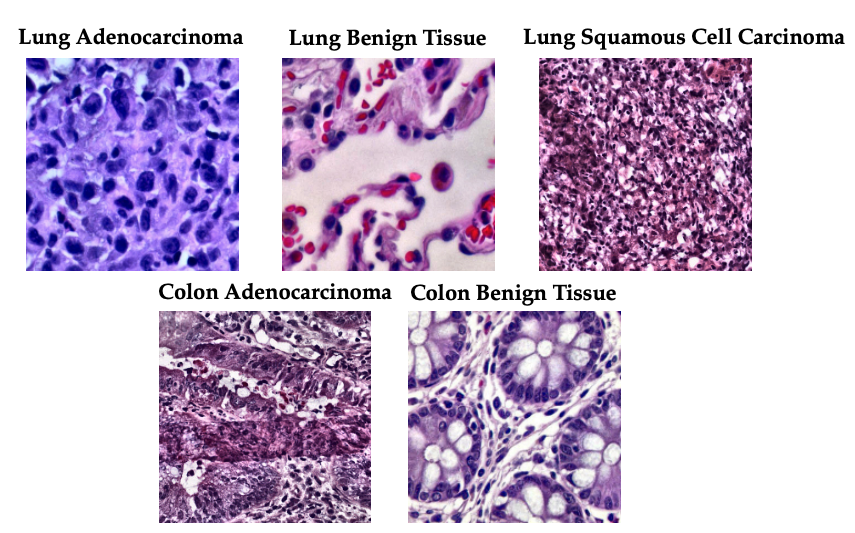 Lung Adenocarcinoma
Lung Benign Tissue
Lung Squamous Cell Carcinoma
Colon Adenocarcinoma
Colon Benign Tissue